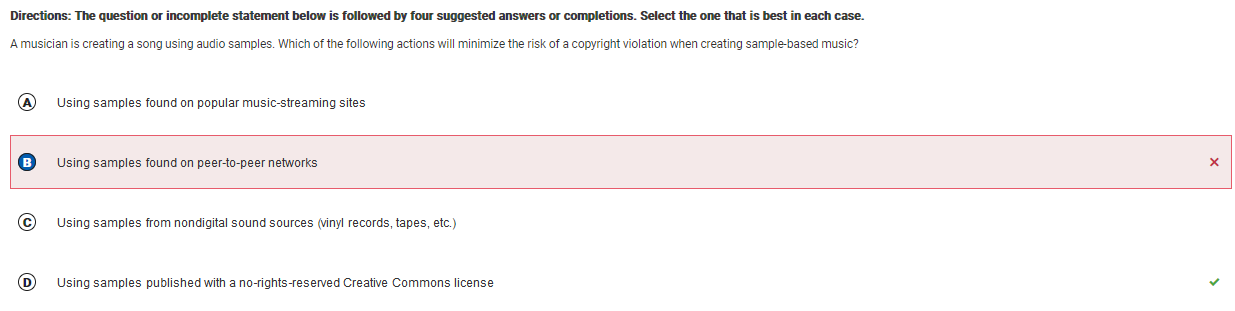 Directions: The question or incomplete statement below is followed by four suggested answers or completions. Select the one that is best in each case.
A musician is creating a song using audio samples. Which of the following actions will minimize the risk of a copyright violation when creating sample-based music?
A Using samples found on popular music-streaming sites
B Using samples found on peer-to-peer networks
C Using samples from nondigital sound sources (vinyl records, tapes, etc.)
D Using samples published with a no-rights-reserved Creative Commons license